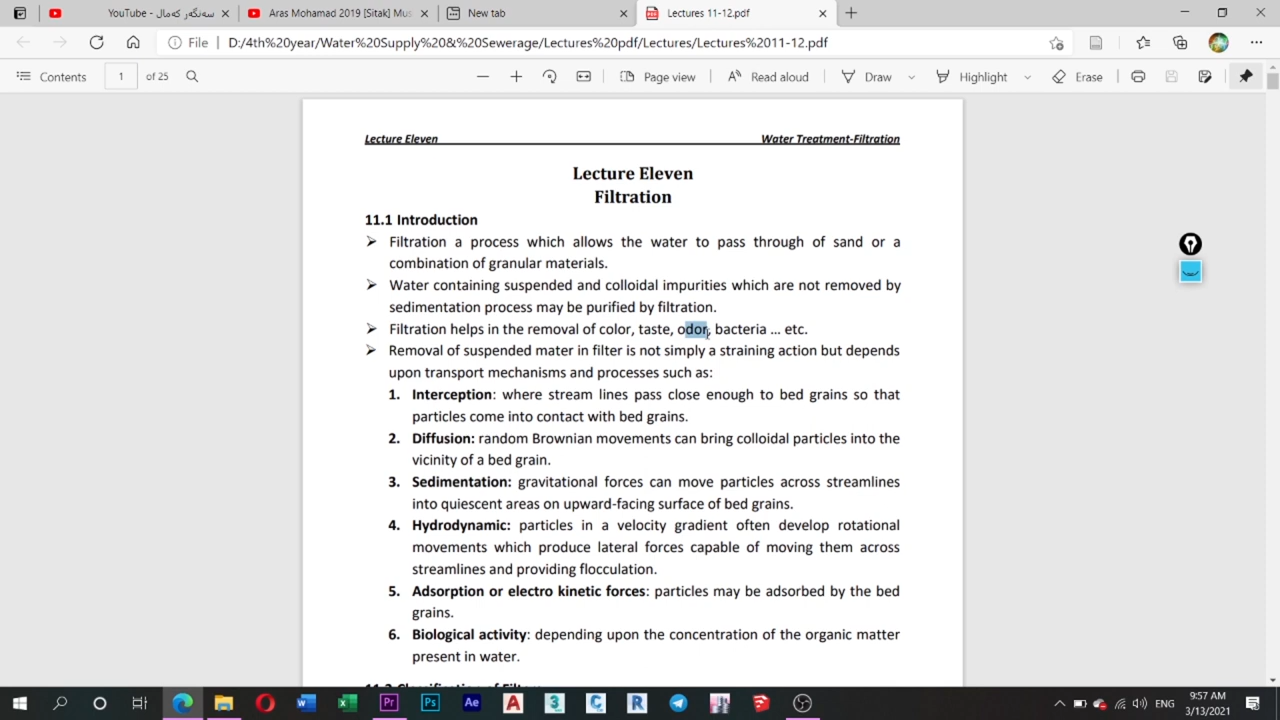 YouTube - سەنگەر کەمال
Aras Mohamad 2019 [Sitak] Mus
New tab
Lectures 11-12.pdf
File
D:/4th%20year/Water%20Supply%20&%20Sewerage/Lectures%20pdf/Lectures/Lectures%2011-12.pdf
Contents
1
of 25
Page view
Read aloud
Draw
Highlight
Erase
Lecture Eleven
Water Treatment-Filtration
Lecture Eleven
Filtration
11.1 Introduction
Filtration a process which allows the water to pass through of sand or a
combination of granular materials.
Water containing suspended and colloidal impurities which are not removed by
sedimentation process may be purified by filtration.
Filtration helps in the removal of color, taste, odor, bacteria ... etc.
Removal of suspended mater in filter is not simply a straining action but depends
upon transport mechanisms and processes such as:
1. Interception: where stream lines pass close enough to bed grains so that
particles come into contact with bed grains.
2. Diffusion: random Brownian movements can bring colloidal particles into the
vicinity of a bed grain.
3. Sedimentation: gravitational forces can move particles across streamlines
into quiescent areas on upward-facing surface of bed grains.
4. Hydrodynamic: particles in a velocity gradient often develop rotational
movements which produce lateral forces capable of moving them across
streamlines and providing flocculation.
5. Adsorption or electro kinetic forces: particles may be adsorbed by the bed
grains.
6. Biological activity: depending upon the concentration of the organic matter
present in water.
ENG
9:57 AM
3/13/2021